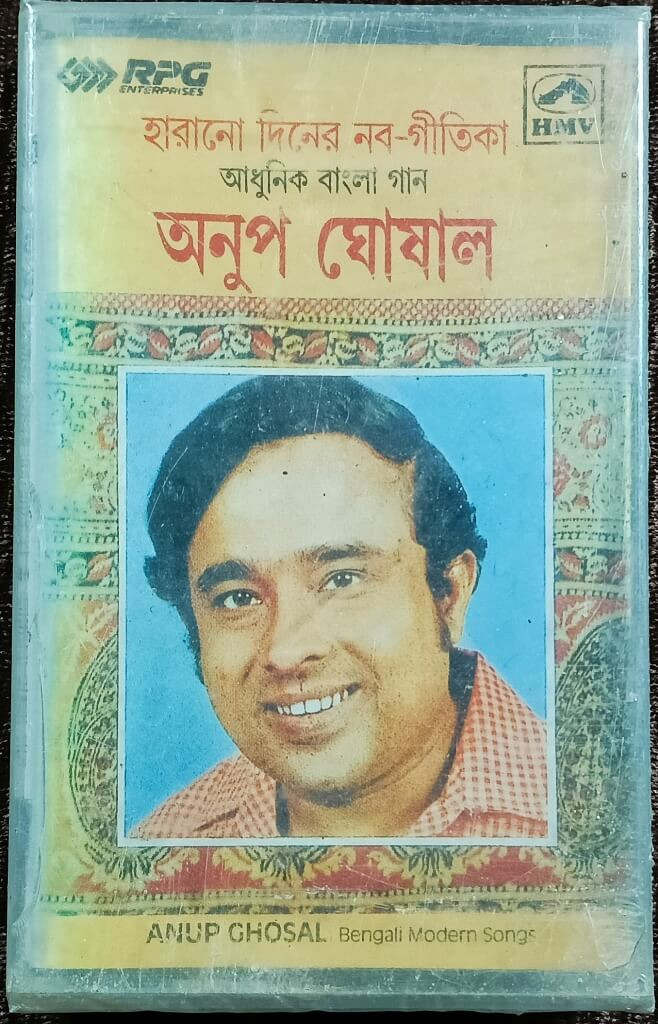 RPG
ENTERPRISES
HMV
হারানো দিনের নব-গীতিকা
আধুনিক বাংলা গান
অনুপ ঘোষাল
ANUP GHOSAL Bengali Modern Songs